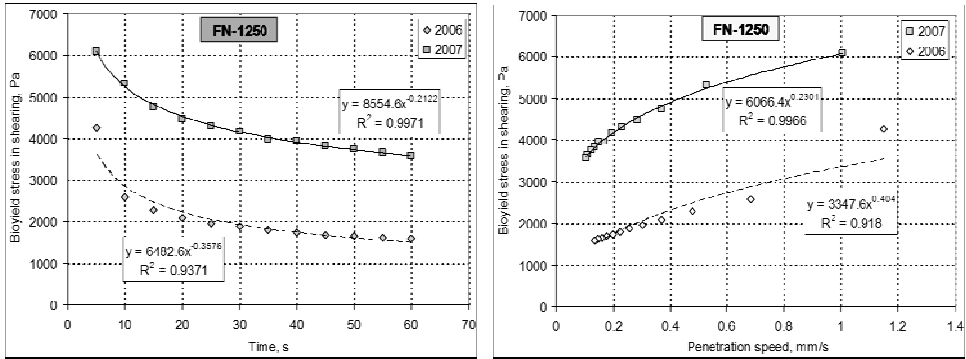 FN-1250
2006
2007
7000
6000
5000
4000
3000
2000
1000
0
Bioyield stress in shearing, Pa
y = 8554.6x^-0.2122
R² = 0.9971
y = 6482.6x^-0.3576
R² = 0.9371
0 10 20 30 40 50 60 70
Time, s
FN-1250
2007
2006
7000
6000
5000
4000
3000
2000
1000
0
Bioyield stress in shearing, Pa
y = 6066.4x^0.2301
R² = 0.9966
y = 3347.6x^0.404
R² = 0.918
0 0.2 0.4 0.6 0.8 1 1.2 1.4
Penetration speed, mm/s